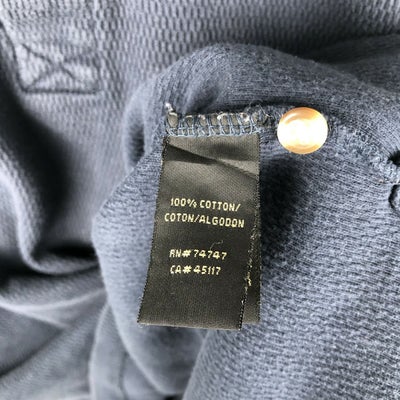 100% COTTON/
COTON/ALGODON
RN# 74747
CA# 45117